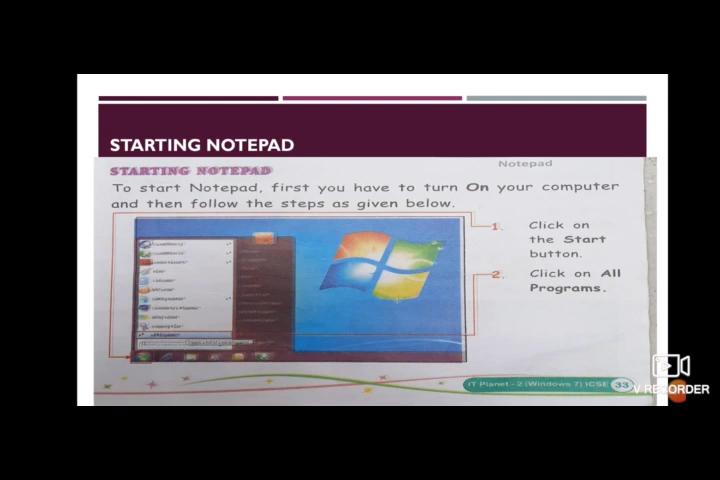 STARTING NOTEPAD
Notepad
STARTING NOTEPAD
To start Notepad, first you have to turn On your computer
and then follow the steps as given below.
1. Click on
the Start
button.
2. Click on All
Programs.
IT Planet - 2 (Windows 7) ICSE 33
V RECORDER